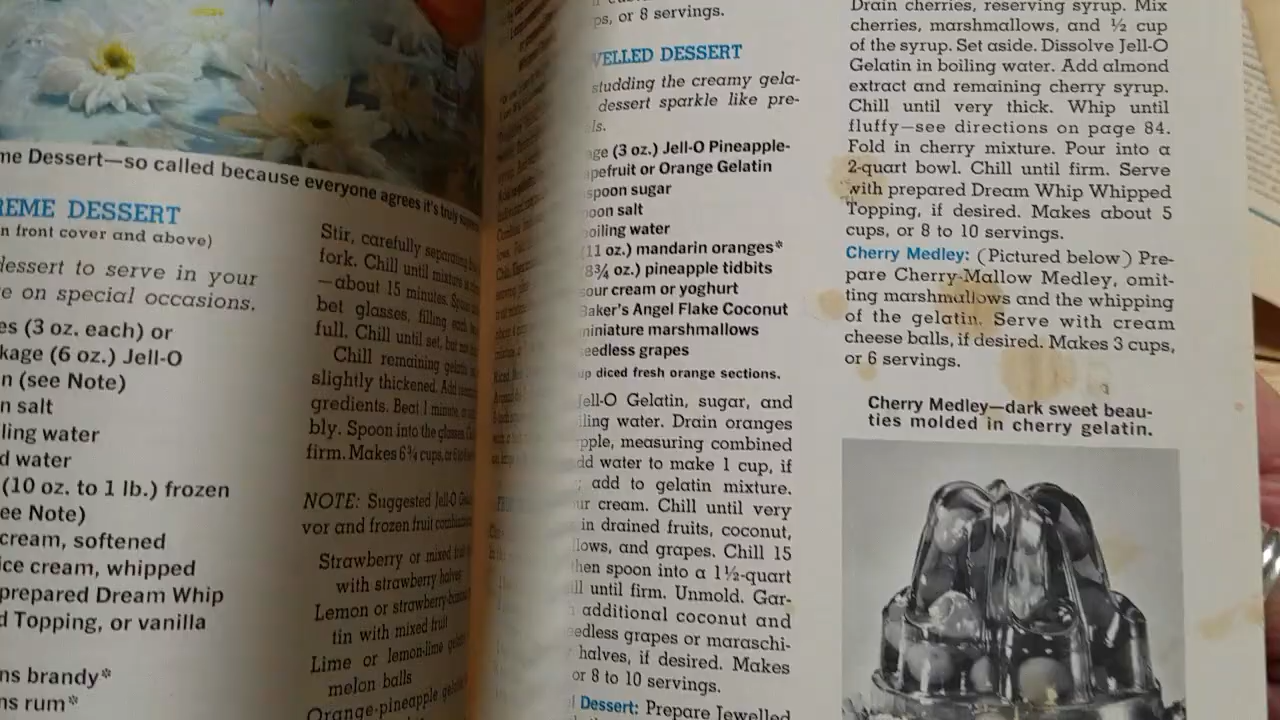 me Dessert—so called because everyone agrees it's truly
REME DESSERT
n front cover and above)
dessert to serve in your
e on special occasions.
es (3 oz. each) or
kage (6 oz.) Jell-O
n (see Note)
n salt
ling water
d water
(10 oz. to 1 lb.) frozen
ee Note)
cream, softened
ice cream, whipped
prepared Dream Whip
d Topping, or vanilla
ns brandy*
ns rum*
Stir, carefully separating
fork. Chill until mixture
—about 15 minutes. Spoon
bet glasses, filling each
full. Chill until set, but not
Chill remaining gelatin
slightly thickened. Add
gredients. Beat 1 minute,
bly. Spoon into the glasses.
firm. Makes 6¾ cups,
NOTE: Suggested Jell-O
vor and frozen fruit combinations
Strawberry or mixed fruit
with strawberry halves
Lemon or strawberry-banana
tin with mixed fruit
Lime or lemon-lime gelatin
melon balls
Orange-pineapple
ps, or 8 servings.
VELLED DESSERT
studding the creamy gela-
dessert sparkle like pre-
ls.
ge (3 oz.) Jell-O Pineapple-
pefruit or Orange Gelatin
spoon sugar
oon salt
oiling water
(11 oz.) mandarin oranges*
8¾ oz.) pineapple tidbits
sour cream or yoghurt
Baker's Angel Flake Coconut
miniature marshmallows
eedless grapes
up diced fresh orange sections.
Jell-O Gelatin, sugar, and
iling water. Drain oranges
pple, measuring combined
dd water to make 1 cup, if
; add to gelatin mixture.
ur cream. Chill until very
in drained fruits, coconut,
lows, and grapes. Chill 15
hen spoon into a 1½-quart
ill until firm. Unmold. Gar-
additional coconut and
eedless grapes or maraschi-
halves, if desired. Makes
or 8 to 10 servings.
l Dessert: Prepare Jewelled
Drain cherries, reserving syrup. Mix
cherries, marshmallows, and ½ cup
of the syrup. Set aside. Dissolve Jell-O
Gelatin in boiling water. Add almond
extract and remaining cherry syrup.
Chill until very thick. Whip until
fluffy—see directions on page 84.
Fold in cherry mixture. Pour into a
2-quart bowl. Chill until firm. Serve
with prepared Dream Whip Whipped
Topping, if desired. Makes about 5
cups, or 8 to 10 servings.
Cherry Medley: (Pictured below) Pre-
pare Cherry-Mallow Medley, omit-
ting marshmallows and the whipping
of the gelatin. Serve with cream
cheese balls, if desired. Makes 3 cups,
or 6 servings.
Cherry Medley—dark sweet beau-
ties molded in cherry gelatin.